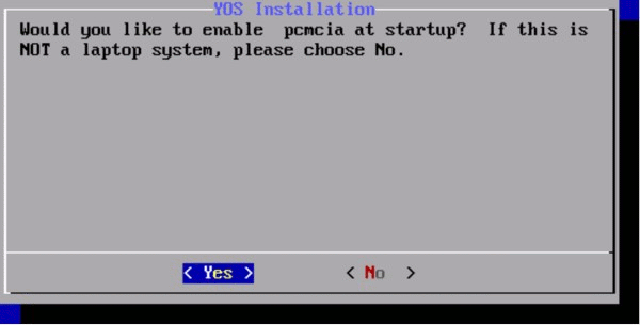 YOS Installation
Would you like to enable pcmcia at startup? If this is
NOT a laptop system, please choose No.
< Yes > < No >